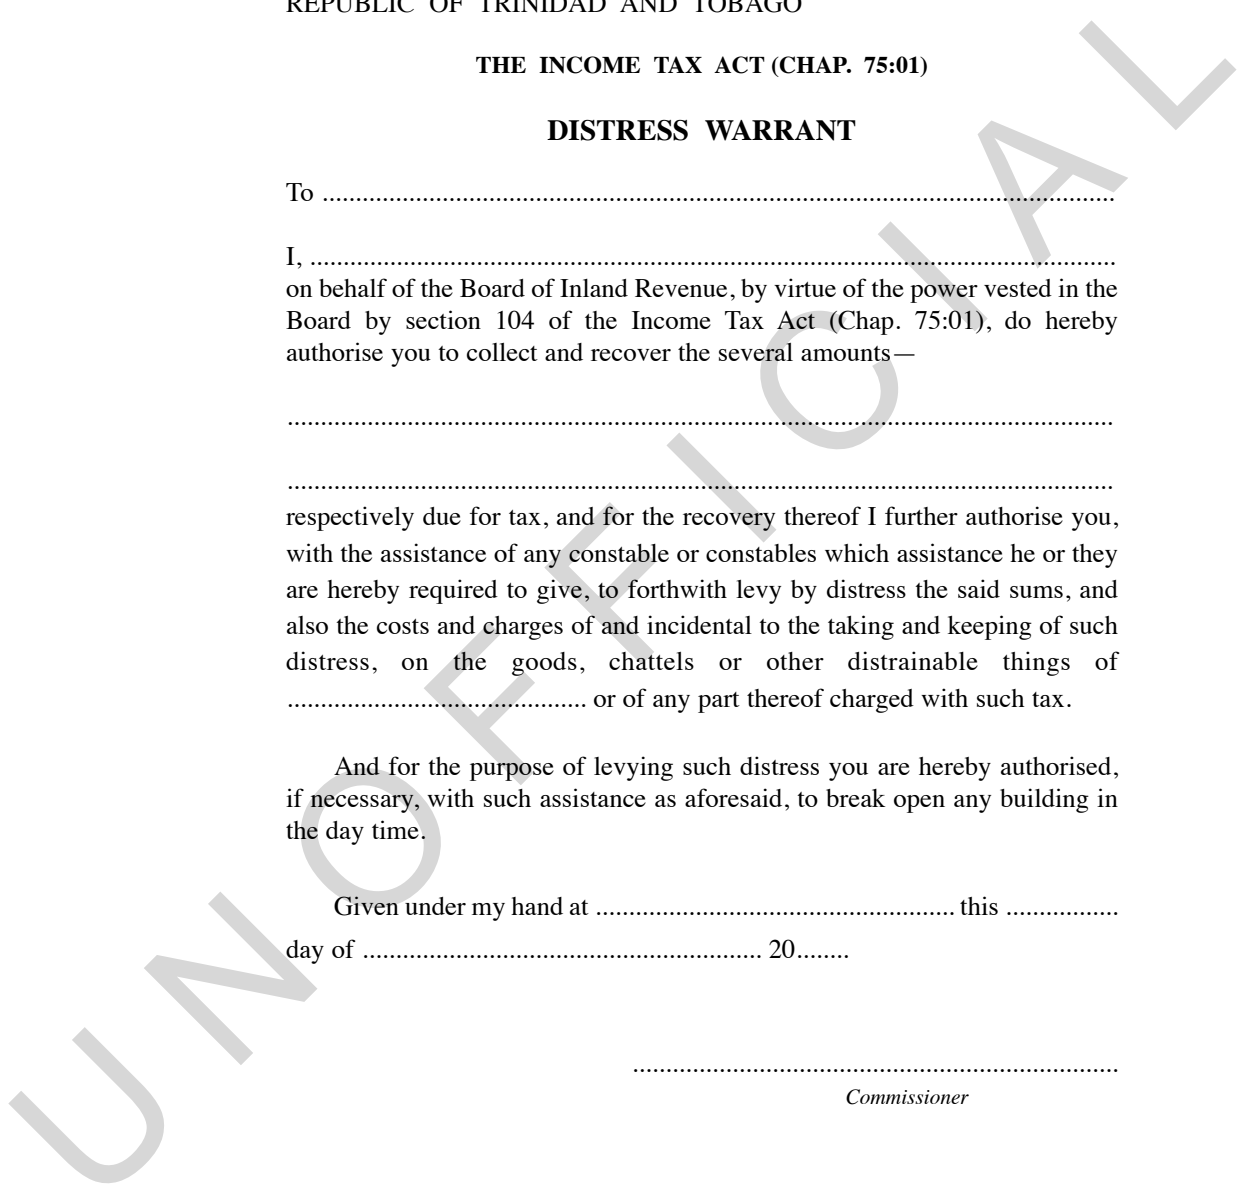 REPUBLIC OF TRINIDAD AND TOBAGO
THE INCOME TAX ACT (CHAP. 75:01)
DISTRESS WARRANT
To ........................................................................................................................
I, ..........................................................................................................................
on behalf of the Board of Inland Revenue, by virtue of the power vested in the
Board by section 104 of the Income Tax Act (Chap. 75:01), do hereby
authorise you to collect and recover the several amounts—
.............................................................................................................................
.............................................................................................................................
respectively due for tax, and for the recovery thereof I further authorise you,
with the assistance of any constable or constables which assistance he or they
are hereby required to give, to forthwith levy by distress the said sums, and
also the costs and charges of and incidental to the taking and keeping of such
distress, on the goods, chattels or other distrainable things of
............................................. or of any part thereof charged with such tax.
And for the purpose of levying such distress you are hereby authorised,
if necessary, with such assistance as aforesaid, to break open any building in
the day time.
Given under my hand at ...................................................... this .................
day of ............................................................ 20........
.........................................................................
Commissioner
UNOFFICIAL